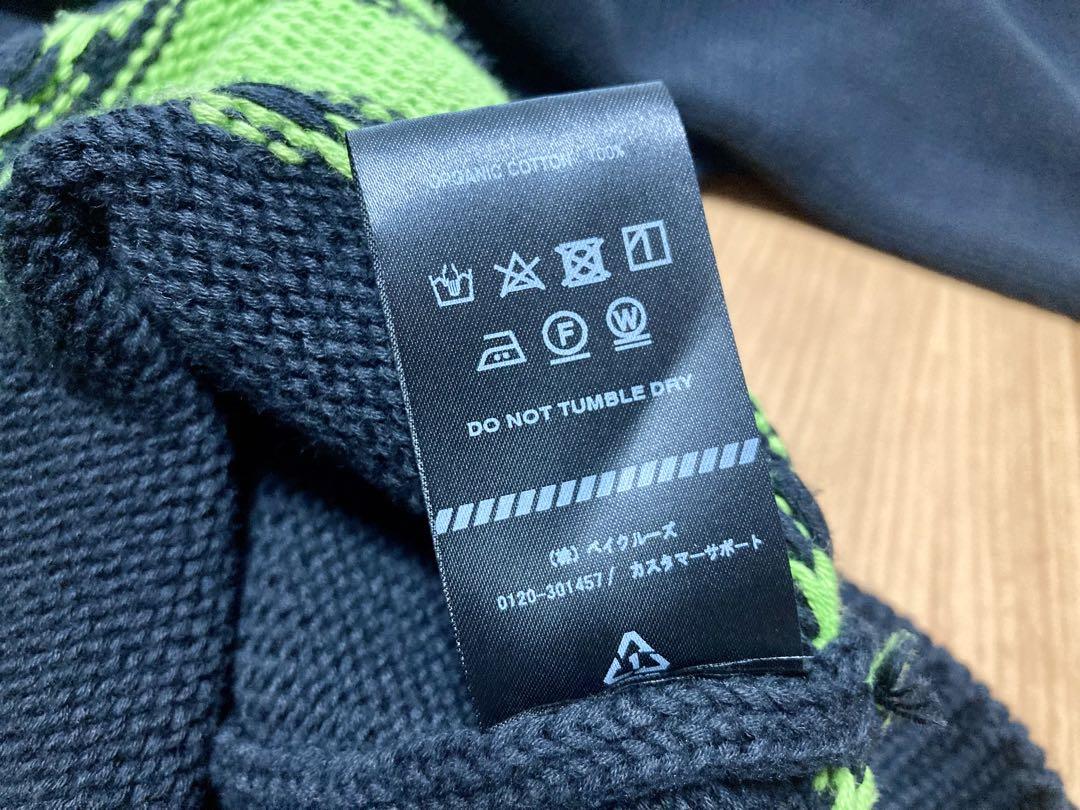 ORGANIC COTTON 100%
F W
DO NOT TUMBLE DRY
(株) ベイクルーズ
0120-301457/ カスタマーサポート
1